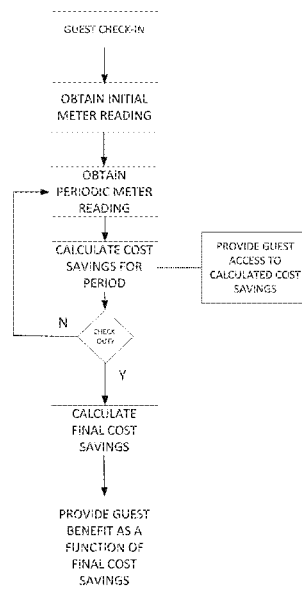 GUEST CHECK-IN
OBTAIN INITIAL
METER READING
OBTAIN
PERIODIC METER
READING
CALCULATE COST
SAVINGS FOR
PERIOD
PROVIDE GUEST
ACCESS TO
CALCULATED COST
SAVINGS
CHECK
OUT?
N
Y
CALCULATE
FINAL COST
SAVINGS
PROVIDE GUEST
BENEFIT AS A
FUNCTION OF
FINAL COST
SAVINGS